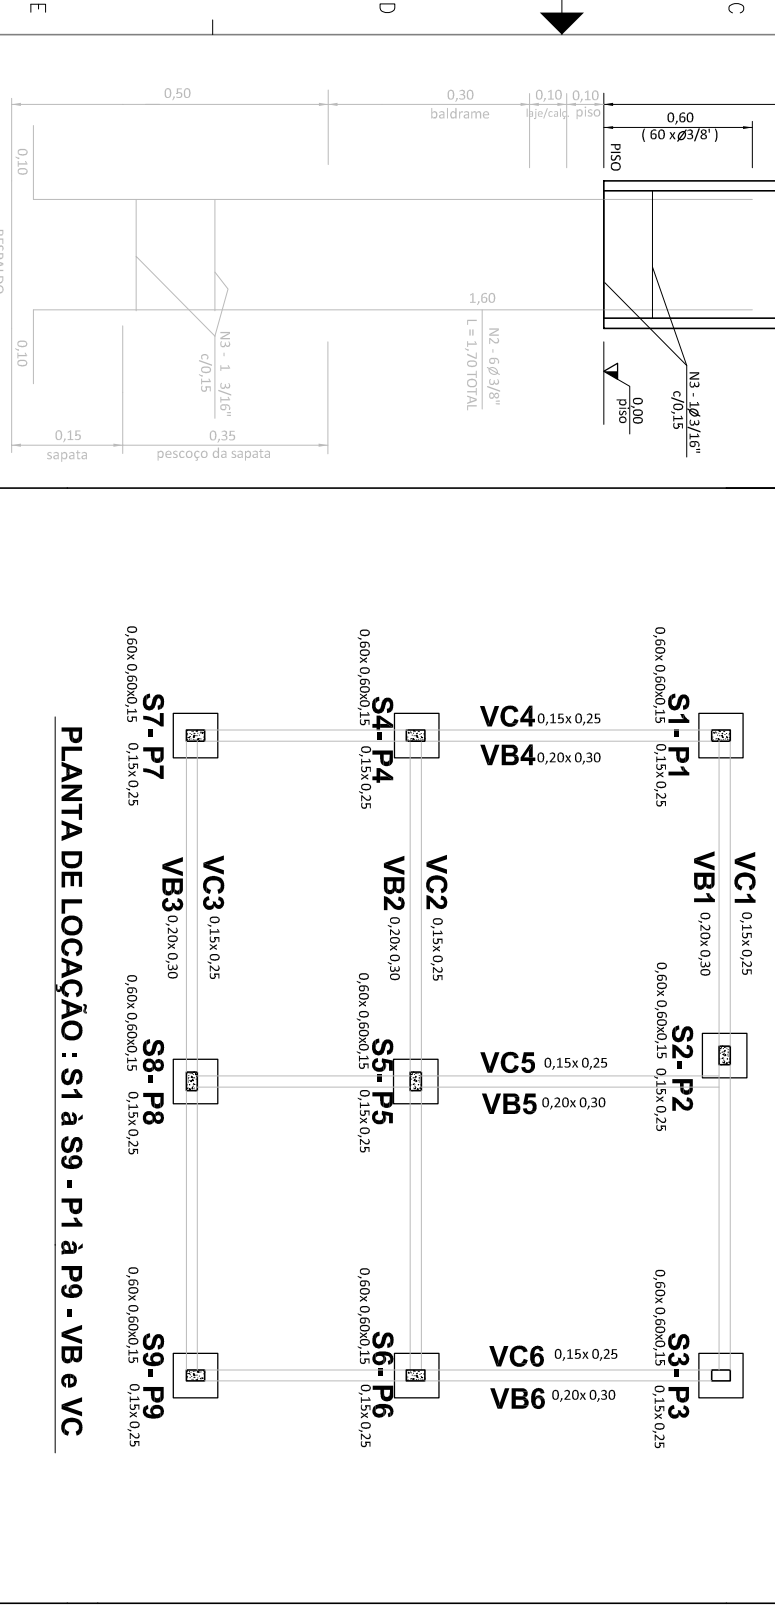 E
D
C
0,50
0,30
baldrame
0,10
laje/calç.
0,10
piso
0,60
( 60 xø3/8' )
PISO
0,10
0,10
1,60
N2 - 6 Ø 3/8"
L = 1,70 TOTAL
N3 - 1 3/16"
c/0,15
N3 - 1Ø3/16"
c/0,15
0,00
piso
0,15
sapata
0,35
pescoço da sapata
S1- P1
0,60x 0,60x0,15
0,15x 0,25
VC1 0,15x 0,25
VB1 0,20x 0,30
S2- P2
0,60x 0,60x0,15
0,15x 0,25
S3- P3
0,60x 0,60x0,15
0,15x 0,25
VC4 0,15x 0,25
VB4 0,20x 0,30
VC5 0,15x 0,25
VB5 0,20x 0,30
VC6 0,15x 0,25
VB6 0,20x 0,30
S4- P4
0,60x 0,60x0,15
0,15x 0,25
VC2 0,15x 0,25
VB2 0,20x 0,30
S5- P5
0,60x 0,60x0,15
0,15x 0,25
S6- P6
0,60x 0,60x0,15
0,15x 0,25
S7- P7
0,60x 0,60x0,15
0,15x 0,25
VC3 0,15x 0,25
VB3 0,20x 0,30
S8- P8
0,60x 0,60x0,15
0,15x 0,25
S9- P9
0,60x 0,60x0,15
0,15x 0,25
PLANTA DE LOCAÇÃO : S1 à S9 - P1 à P9 - VB e VC